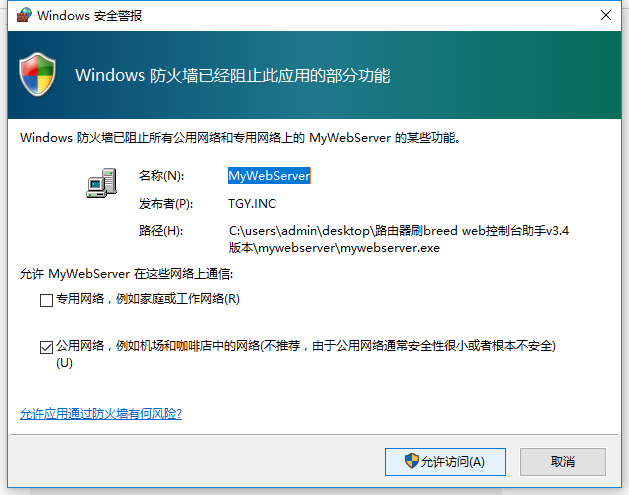 Windows 安全警报
Windows 防火墙已经阻止此应用的部分功能
Windows 防火墙已阻止所有公用网络和专用网络上的 MyWebServer 的某些功能。
名称(N): MyWebServer
发布者(P): TGY.INC
路径(H): C:\users\admin\desktop\路由器刷breed web控制台助手v3.4
版本\mywebserver\mywebserver.exe
允许 MyWebServer 在这些网络上通信:
专用网络，例如家庭或工作网络(R)
公用网络，例如机场和咖啡店中的网络(不推荐，由于公用网络通常安全性很小或者根本不安全)
(U)
允许应用通过防火墙有何风险?
允许访问(A) 取消